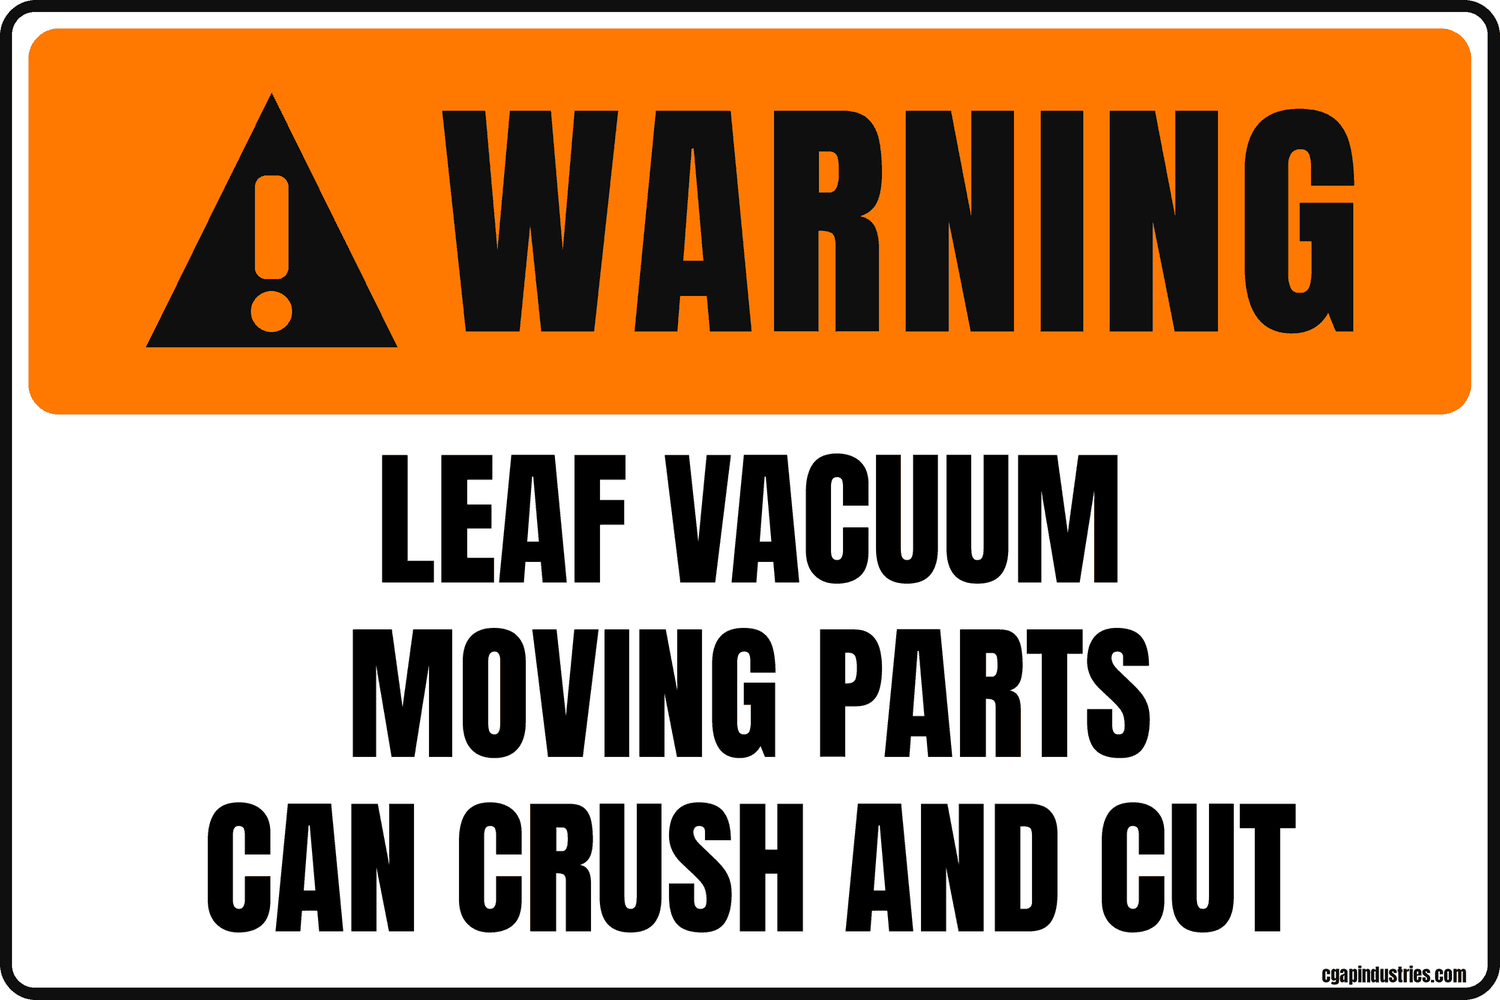 WARNING
LEAF VACUUM
MOVING PARTS
CAN CRUSH AND CUT
cgapindustries.com